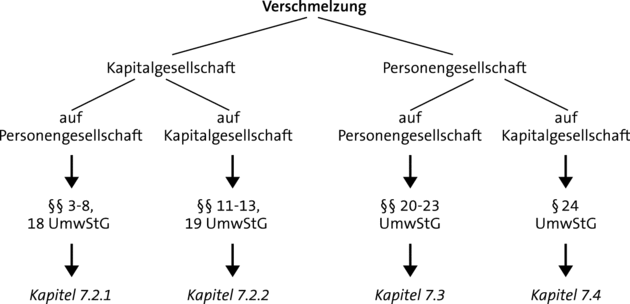 Verschmelzung
Kapitalgesellschaft
Personengesellschaft
auf
Personengesellschaft
auf
Kapitalgesellschaft
auf
Personengesellschaft
auf
Kapitalgesellschaft
§§ 3-8,
18 UmwStG
§§ 11-13,
19 UmwStG
§§ 20-23
UmwStG
§ 24
UmwStG
Kapitel 7.2.1
Kapitel 7.2.2
Kapitel 7.3
Kapitel 7.4